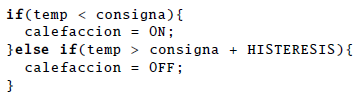 if(temp < consigna){
  calefaccion = ON;
}else if(temp > consigna + HISTERESIS){
  calefaccion = OFF;
}